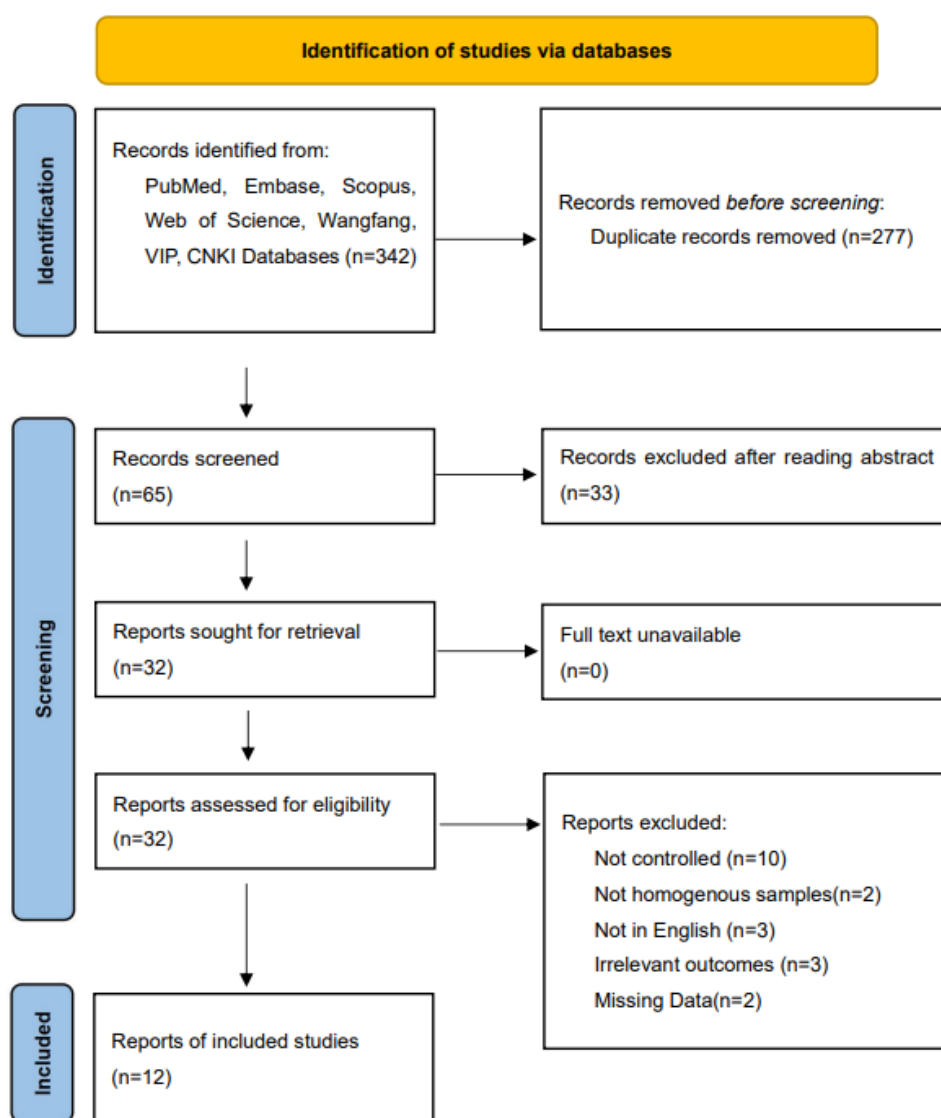 Identification of studies via databases
Identification
Records identified from:
PubMed, Embase, Scopus,
Web of Science, Wangfang,
VIP, CNKI Databases (n=342)
Records removed before screening:
Duplicate records removed (n=277)
Screening
Records screened
(n=65)
Records excluded after reading abstract
(n=33)
Reports sought for retrieval
(n=32)
Full text unavailable
(n=0)
Reports assessed for eligibility
(n=32)
Reports excluded:
Not controlled (n=10)
Not homogenous samples(n=2)
Not in English (n=3)
Irrelevant outcomes (n=3)
Missing Data(n=2)
Included
Reports of included studies
(n=12)